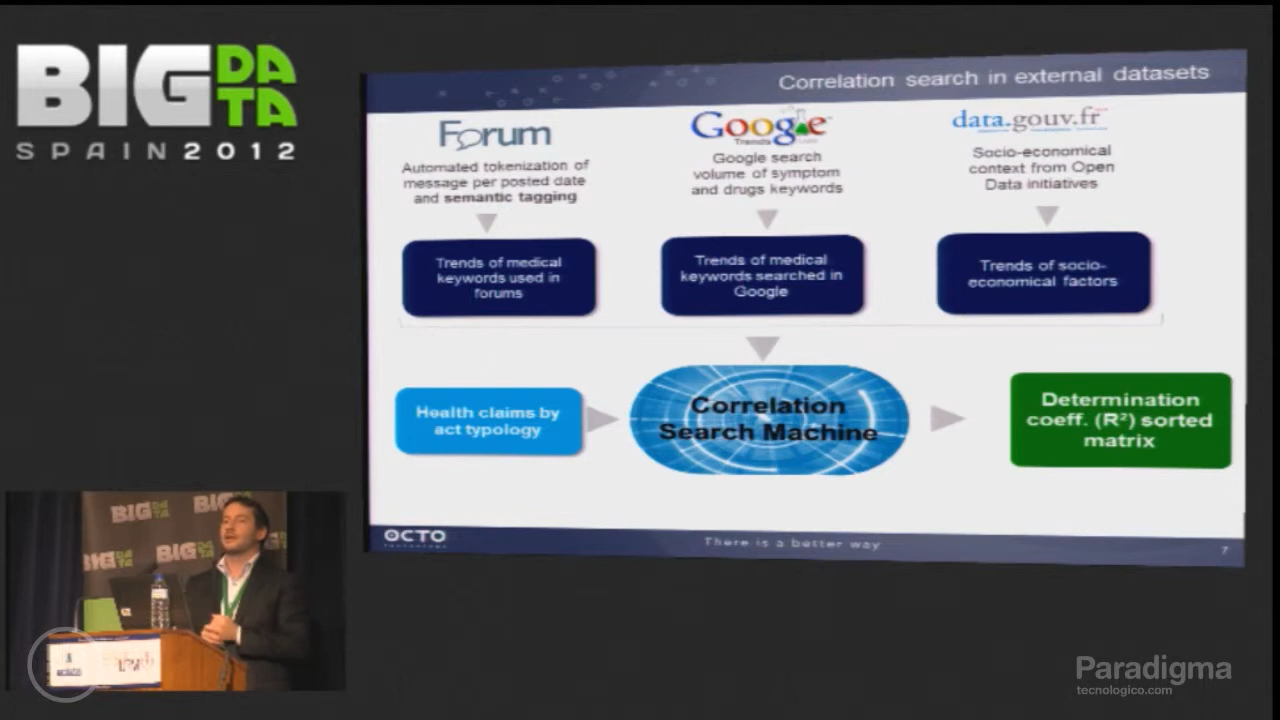 BIG DATA
SPAIN 2012
Correlation search in external datasets
Forum
Automated tokenization of
message per posted date
and semantic tagging
Google
Trends
Google search
volume of symptom
and drugs keywords
data.gouv.fr
Socio-economical
context from Open
Data initiatives
Trends of medical
keywords used in
forums
Trends of medical
keywords searched in
Google
Trends of socio-
economical factors
Health claims by
act typology
Correlation
Search Machine
Determination
coeff. (R²) sorted
matrix
OCTO
There is a better way
7
BIG DATA
BIG
BIG DATA
BIG DATA
Paradigma
tecnologico.com